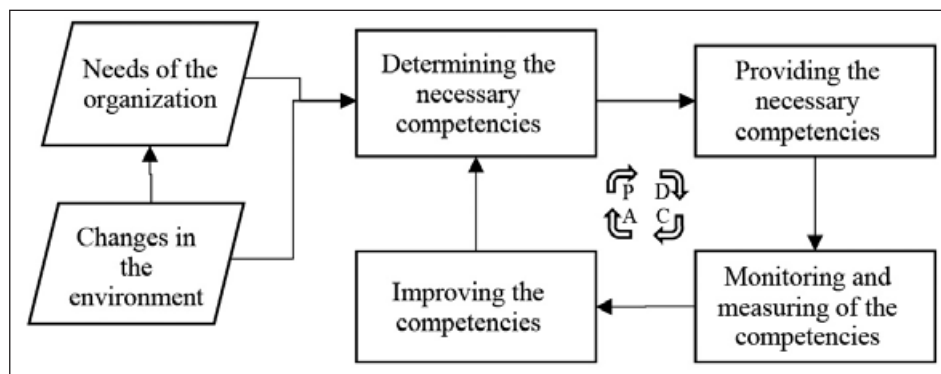 Needs of the
organization
Determining the
necessary
competencies
Providing the
necessary
competencies
P D
A C
Changes in
the
environment
Improving the
competencies
Monitoring and
measuring of the
competencies